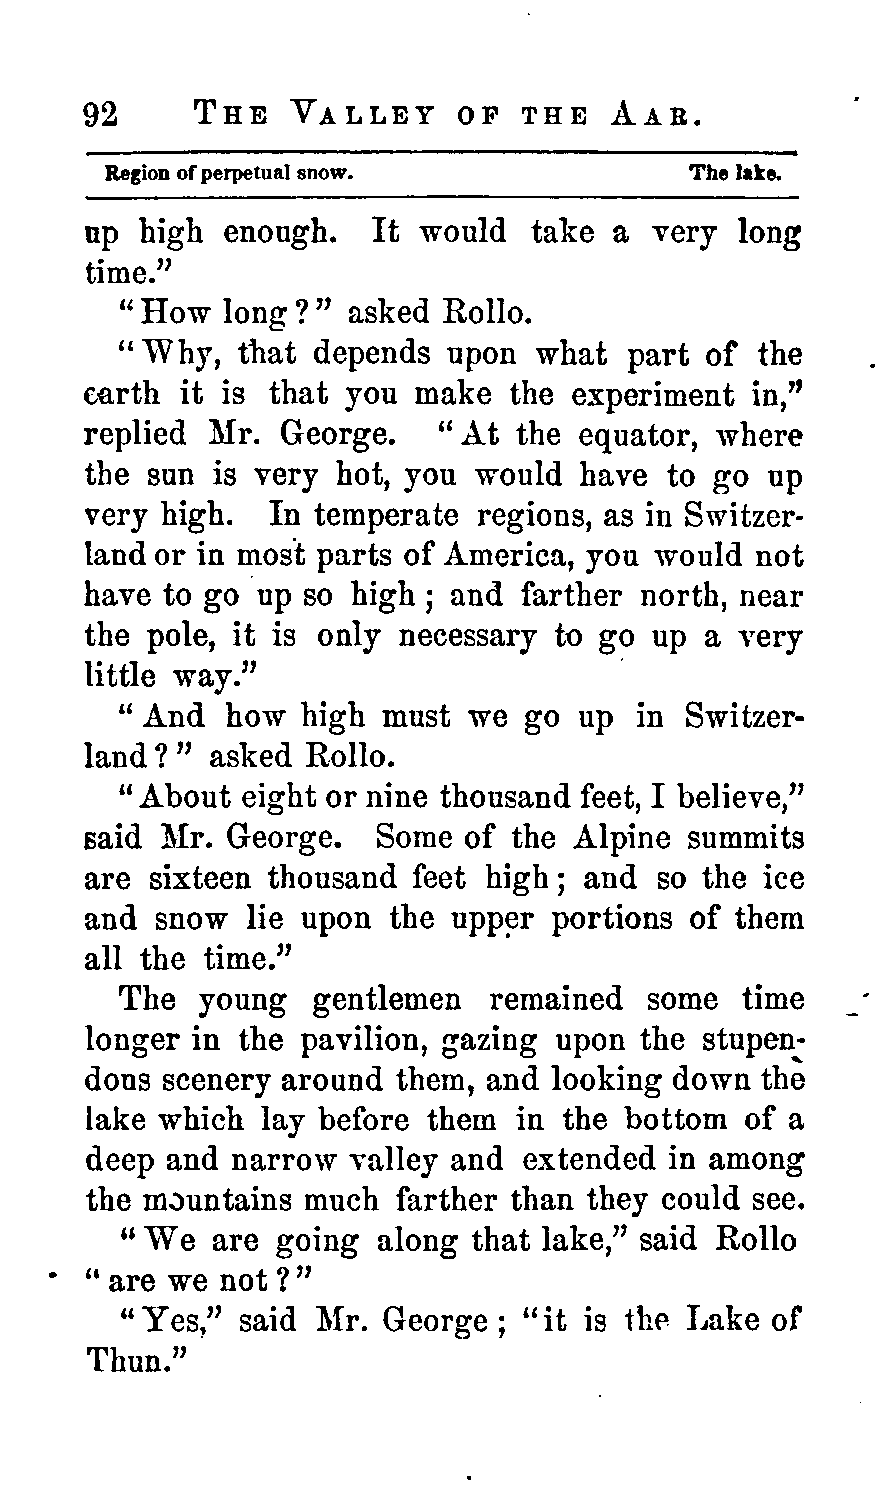 92 THE VALLEY OF THE AAR.
Region of perpetual snow. The lake.
up high enough. It would take a very long
time.”
“How long?” asked Rollo.
“Why, that depends upon what part of the
earth it is that you make the experiment in,”
replied Mr. George. “At the equator, where
the sun is very hot, you would have to go up
very high. In temperate regions, as in Switzer-
land or in most parts of America, you would not
have to go up so high; and farther north, near
the pole, it is only necessary to go up a very
little way.”
“And how high must we go up in Switzer-
land?” asked Rollo.
“About eight or nine thousand feet, I believe,”
said Mr. George. Some of the Alpine summits
are sixteen thousand feet high; and so the ice
and snow lie upon the upper portions of them
all the time.”
The young gentlemen remained some time
longer in the pavilion, gazing upon the stupen-
dous scenery around them, and looking down the
lake which lay before them in the bottom of a
deep and narrow valley and extended in among
the mountains much farther than they could see.
“We are going along that lake,” said Rollo
“are we not?”
“Yes,” said Mr. George; “it is the Lake of
Thun.”